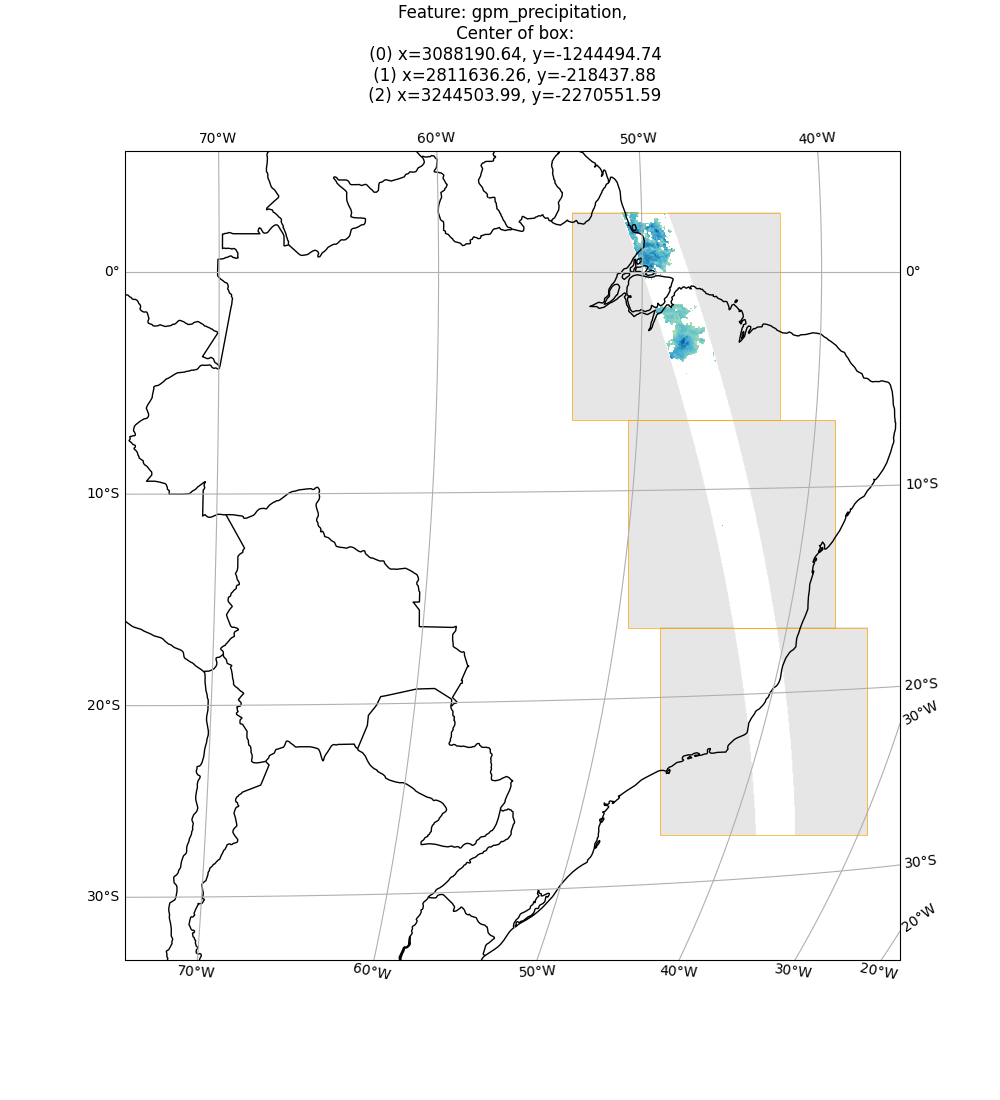 Feature: gpm_precipitation,
Center of box:
(0) x=3088190.64, y=-1244494.74
(1) x=2811636.26, y=-218437.88
(2) x=3244503.99, y=-2270551.59
70°W 60°W 50°W 40°W
0° 0°
10°S 10°S
20°S 20°S
30°W
30°S 30°S
20°W
70°W 60°W 50°W 40°W 30°W 20°W